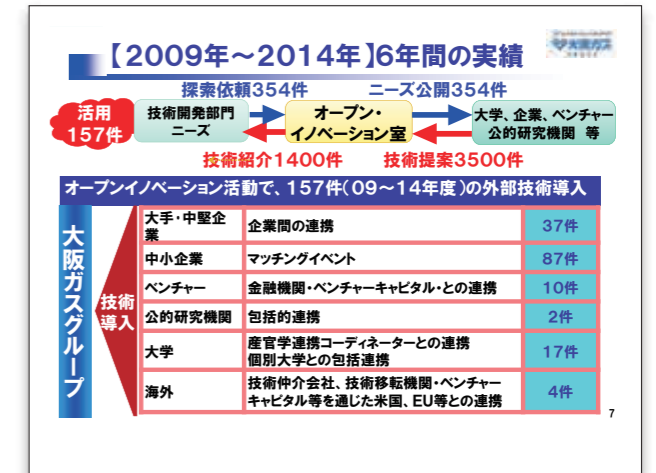 【2009年～2014年】6年間の実績
大阪ガス
探索依頼354件 ニーズ公開354件
活用
157件
技術開発部門
ニーズ
オープン・
イノベーション室
大学、企業、ベンチャー
公的研究機関 等
技術紹介1400件 技術提案3500件
オープンイノベーション活動で、157件(09～14年度)の外部技術導入
大阪ガスグループ
技術
導入
大手・中堅企
業
企業間の連携
37件
中小企業
マッチングイベント
87件
ベンチャー
金融機関・ベンチャーキャピタル・との連携
10件
公的研究機関
包括的連携
2件
大学
産官学連携コーディネーターとの連携
個別大学との包括連携
17件
海外
技術仲介会社、技術移転機関・ベンチャー
キャピタル等を通じた米国、EU等との連携
4件
7